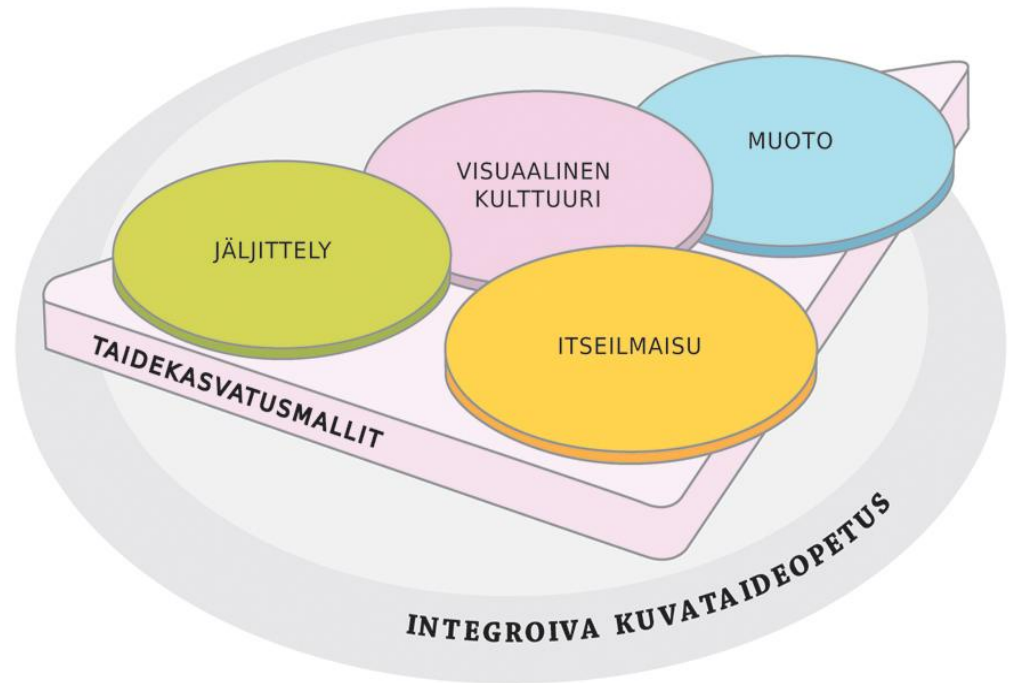 MUOTO
VISUAALINEN
KULTTUURI
JÄLJITTELY
ITSEILMAISU
TAIDEKASVATUSMALLIT
INTEGROIVA KUVATAIDEOPETUS